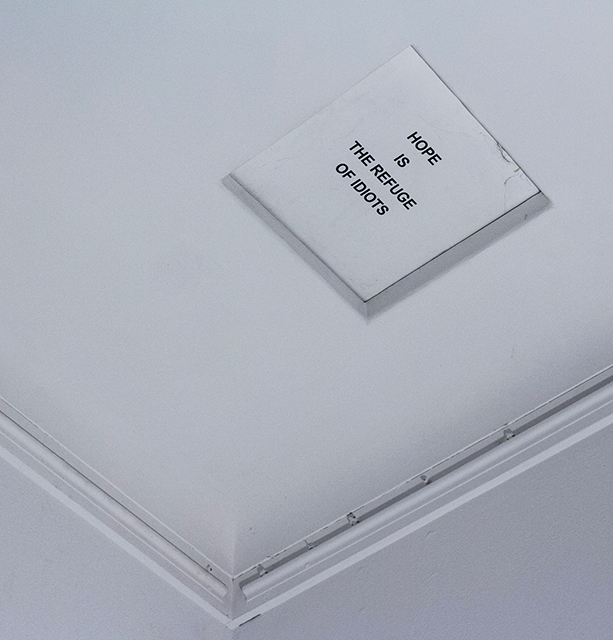 HOPE
IS
THE REFUGE
OF IDIOTS